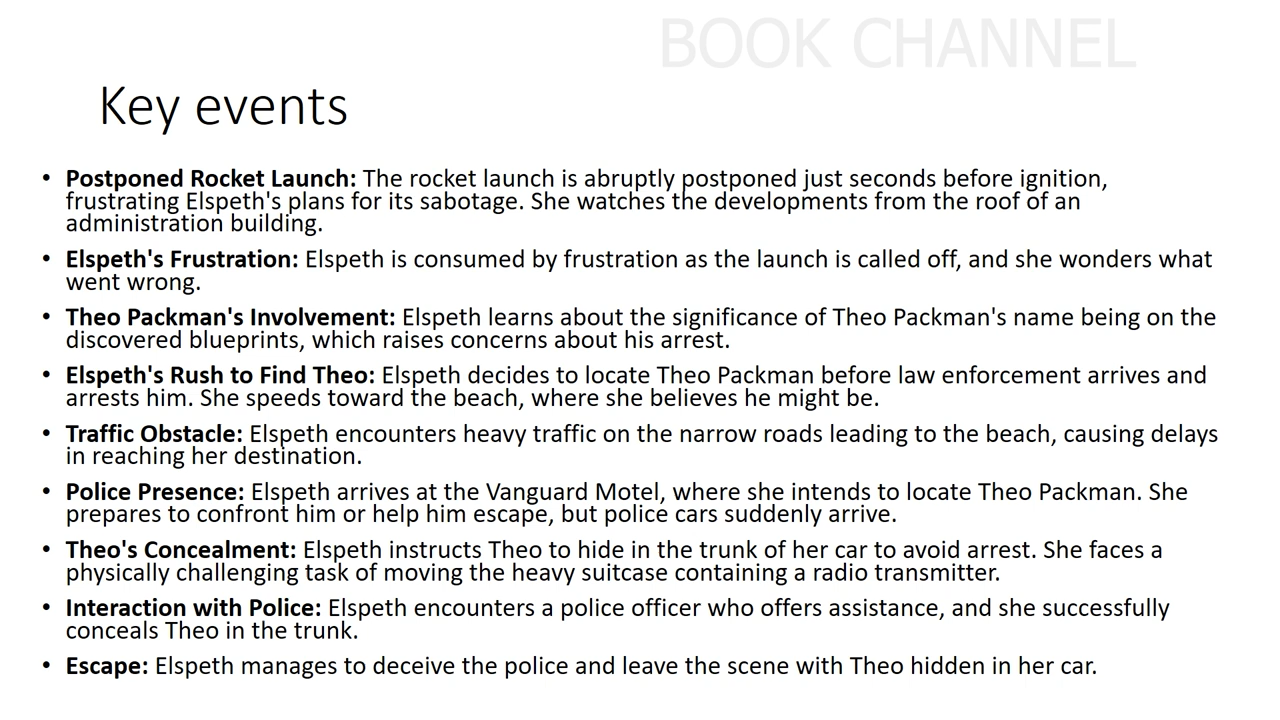 BOOK CHANNEL
Key events
• Postponed Rocket Launch: The rocket launch is abruptly postponed just seconds before ignition,
frustrating Elspeth's plans for its sabotage. She watches the developments from the roof of an
administration building.
• Elspeth's Frustration: Elspeth is consumed by frustration as the launch is called off, and she wonders what
went wrong.
• Theo Packman's Involvement: Elspeth learns about the significance of Theo Packman's name being on the
discovered blueprints, which raises concerns about his arrest.
• Elspeth's Rush to Find Theo: Elspeth decides to locate Theo Packman before law enforcement arrives and
arrests him. She speeds toward the beach, where she believes he might be.
• Traffic Obstacle: Elspeth encounters heavy traffic on the narrow roads leading to the beach, causing delays
in reaching her destination.
• Police Presence: Elspeth arrives at the Vanguard Motel, where she intends to locate Theo Packman. She
prepares to confront him or help him escape, but police cars suddenly arrive.
• Theo's Concealment: Elspeth instructs Theo to hide in the trunk of her car to avoid arrest. She faces a
physically challenging task of moving the heavy suitcase containing a radio transmitter.
• Interaction with Police: Elspeth encounters a police officer who offers assistance, and she successfully
conceals Theo in the trunk.
• Escape: Elspeth manages to deceive the police and leave the scene with Theo hidden in her car.